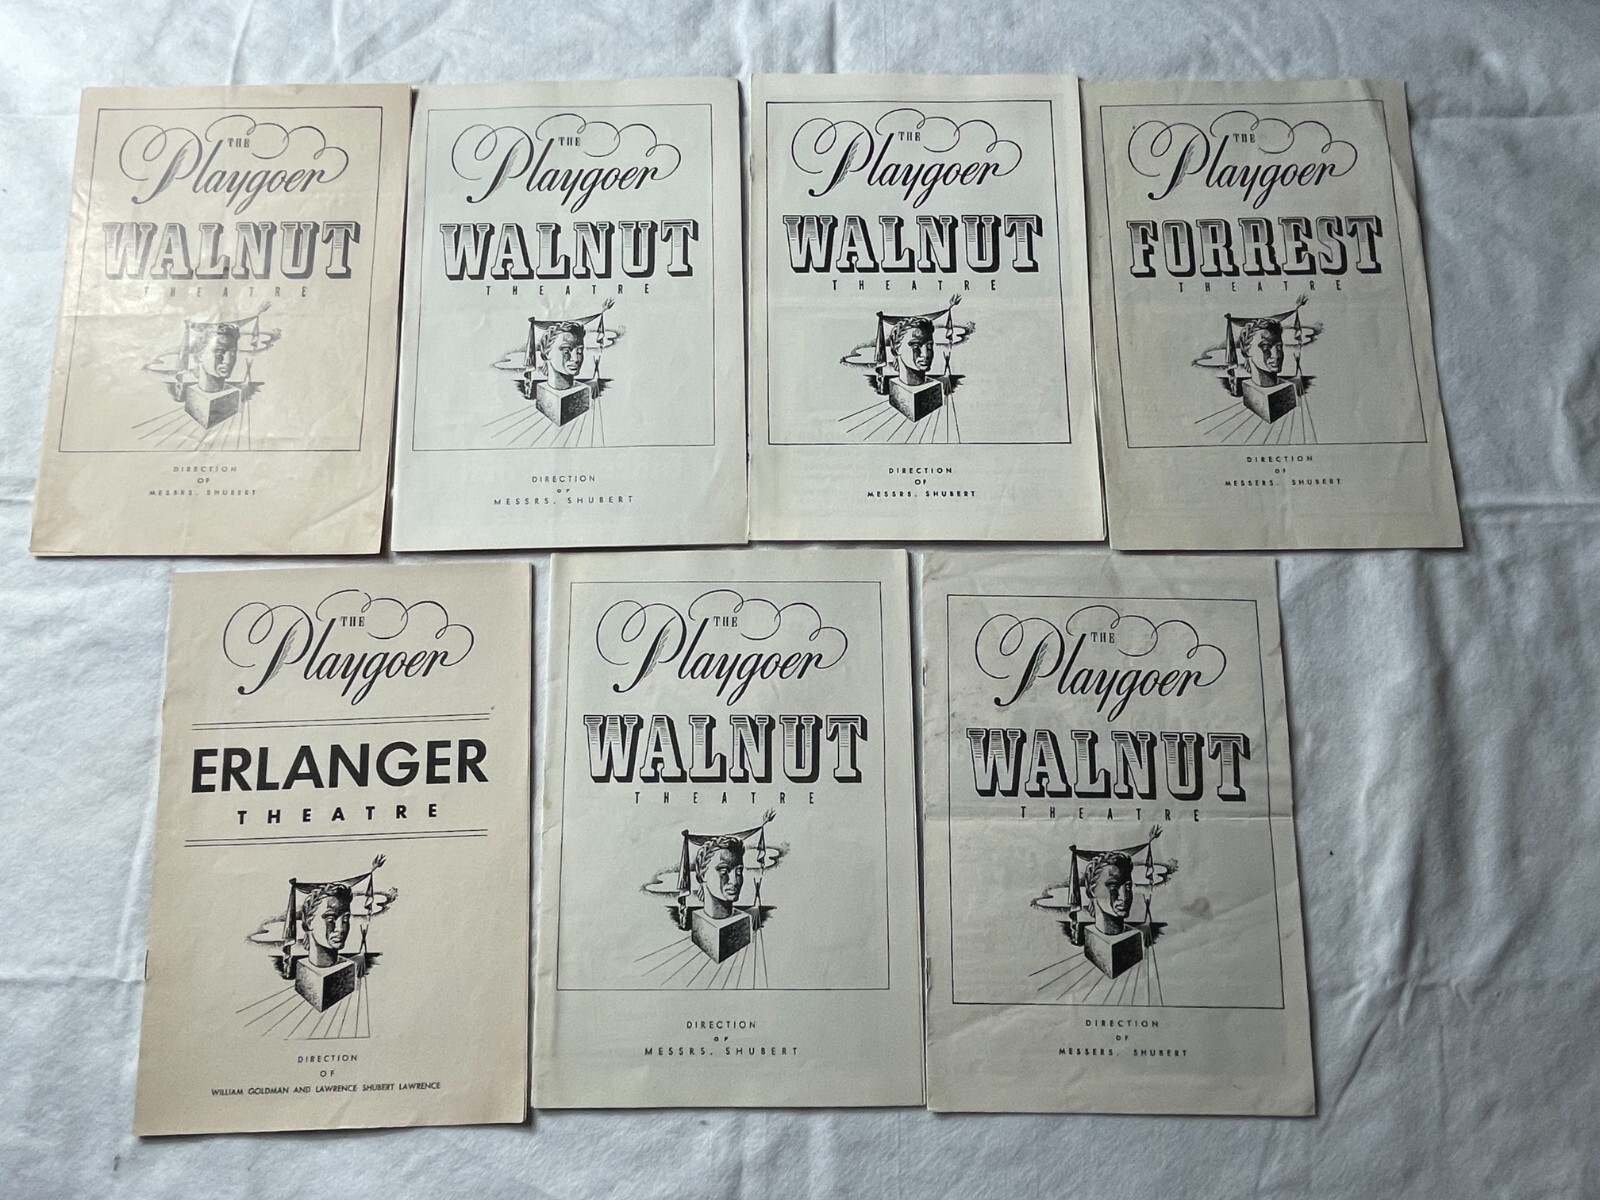 THE
Playgoer
WALNUT
THEATRE
DIRECTION
OF
MESSRS. SHUBERT
THE
Playgoer
WALNUT
THEATRE
DIRECTION
OF
MESSRS. SHUBERT
THE
Playgoer
WALNUT
THEATRE
DIRECTION
OF
MESSRS. SHUBERT
THE
Playgoer
FORREST
THEATRE
DIRECTION
OF
MESSERS. SHUBERT
THE
Playgoer
ERLANGER
THEATRE
DIRECTION
OF
WILLIAM GOLDMAN AND LAWRENCE SHUBERT LAWRENCE
THE
Playgoer
WALNUT
THEATRE
DIRECTION
OF
MESSRS. SHUBERT
THE
Playgoer
WALNUT
THEATRE
DIRECTION
OF
MESSERS. SHUBERT